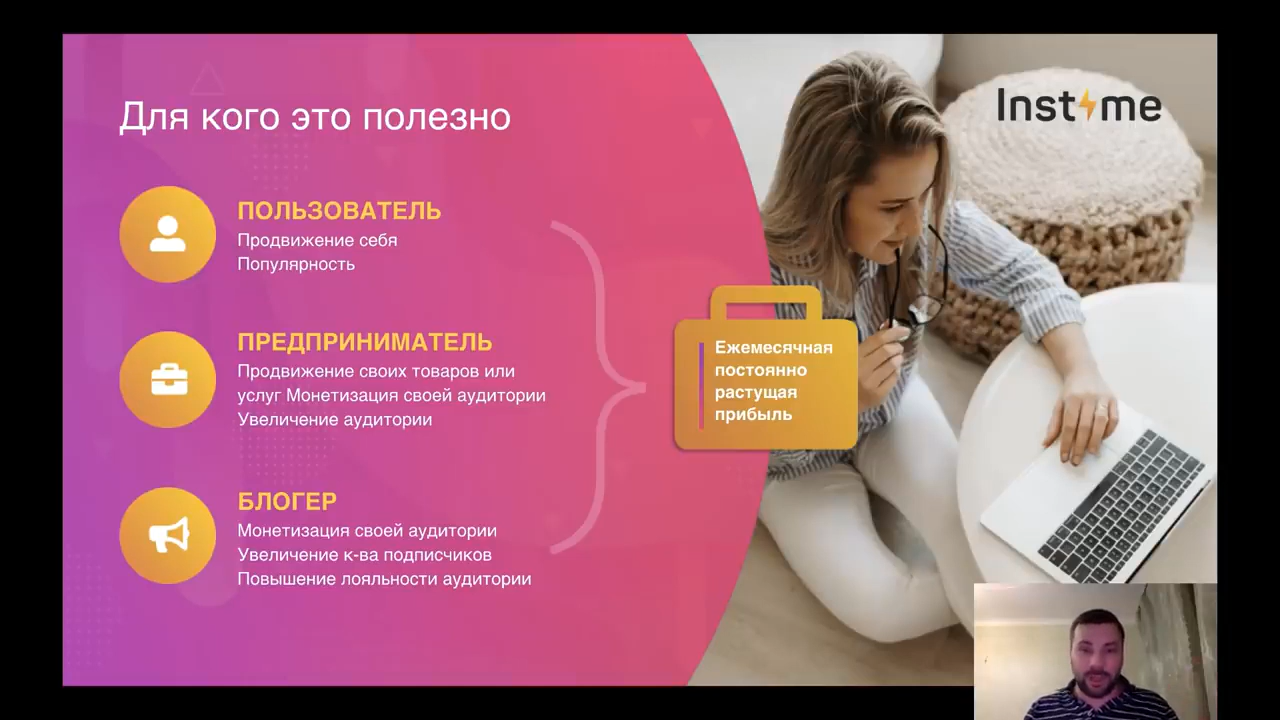 Для кого это полезно
Instme
ПОЛЬЗОВАТЕЛЬ
Продвижение себя
Популярность
ПРЕДПРИНИМАТЕЛЬ
Продвижение своих товаров или
услуг Монетизация своей аудитории
Увеличение аудитории
БЛОГЕР
Монетизация своей аудитории
Увеличение к-ва подписчиков
Повышение лояльности аудитории
Ежемесячная
постоянно
растущая
прибыль